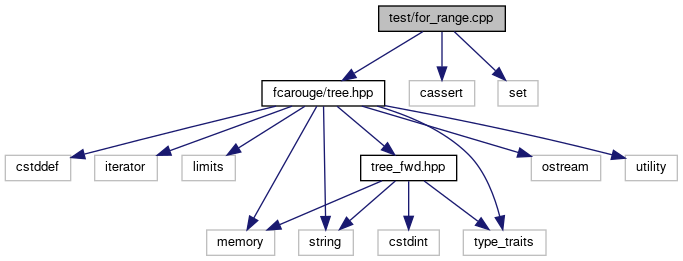 test/for_range.cpp
fcarouge/tree.hpp
cassert
set
cstddef
iterator
limits
tree_fwd.hpp
ostream
utility
memory
string
cstdint
type_traits